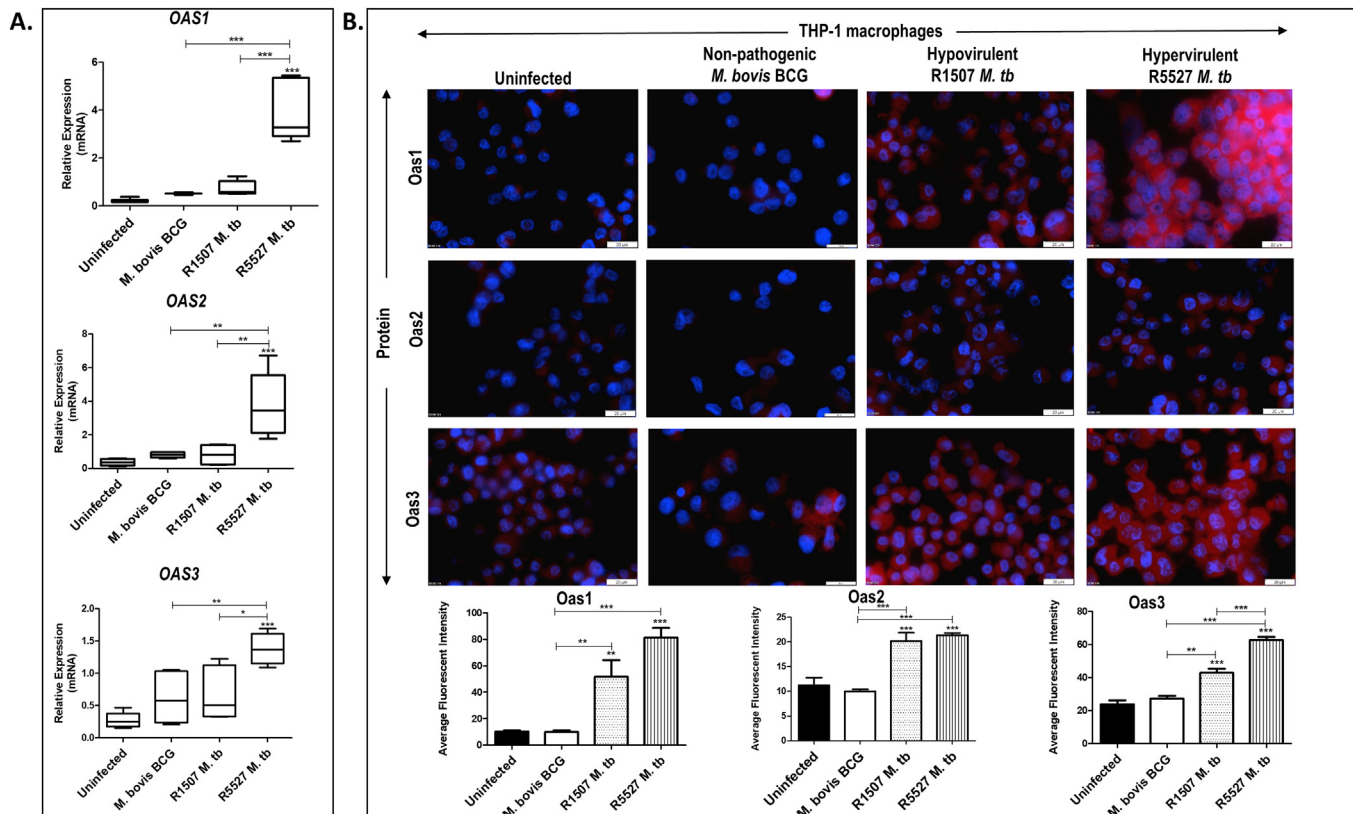 A.
OAS1
***
***
***
Relative Expression
(mRNA)
6
4
2
0
Uninfected
M. bovis BCG
R1507 M. tb
R5527 M. tb
OAS2
**
**
***
Relative Expression
(mRNA)
8
6
4
2
0
Uninfected
M. bovis BCG
R1507 M. tb
R5527 M. tb
OAS3
**
*
***
Relative Expression
(mRNA)
2.0
1.5
1.0
0.5
0.0
Uninfected
M. bovis BCG
R1507 M. tb
R5527 M. tb
B.
THP-1 macrophages
Uninfected
Non-pathogenic
M. bovis BCG
Hypovirulent
R1507 M. tb
Hypervirulent
R5527 M. tb
Protein
Oas1
Oas2
Oas3
Oas1
***
**
**
***
Average Fluorescent Intensity
100
80
60
40
20
0
Uninfected
M. bovis BCG
R1507 M. tb
R5527 M. tb
Oas2
***
***
***
***
Average Fluorescent Intensity
25
20
15
10
5
0
Uninfected
M. bovis BCG
R1507 M. tb
R5527 M. tb
Oas3
***
***
**
***
***
Average Fluorescent Intensity
80
60
40
20
0
Uninfected
M. bovis BCG
R1507 M. tb
R5527 M. tb